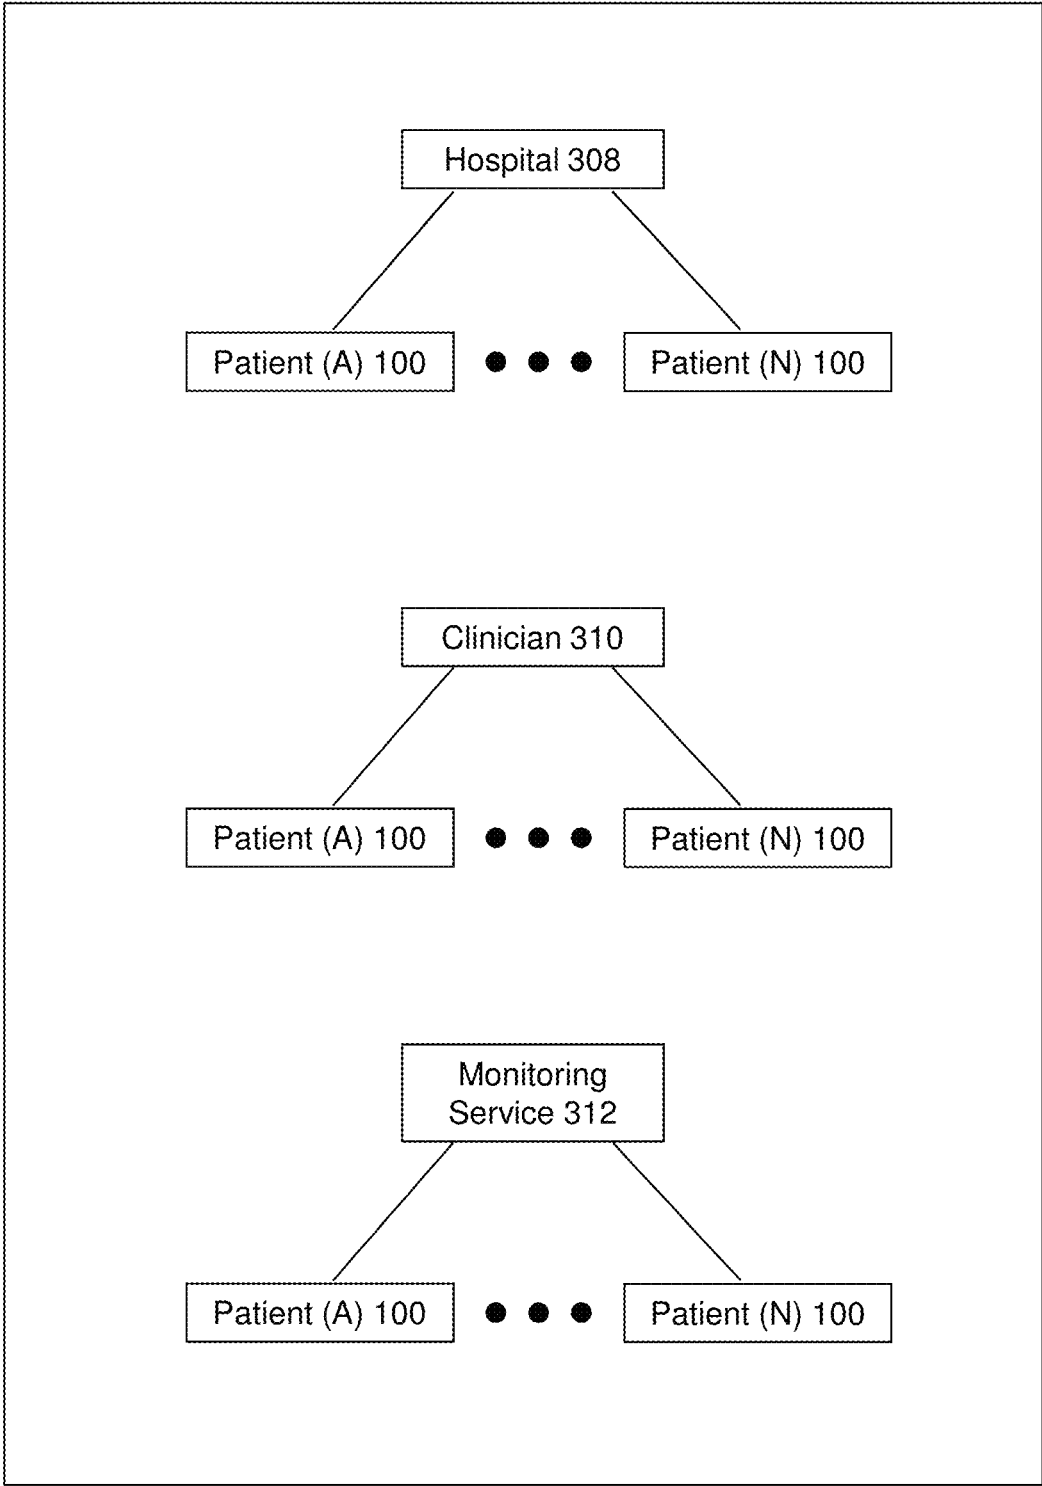 Hospital 308
Patient (A) 100
Patient (N) 100
Clinician 310
Patient (A) 100
Patient (N) 100
Monitoring
Service 312
Patient (A) 100
Patient (N) 100